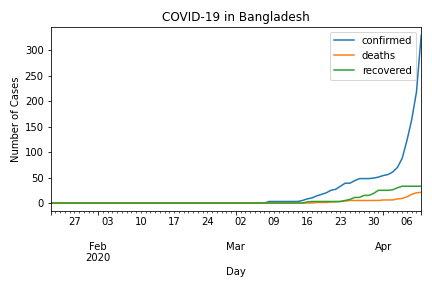 COVID-19 in Bangladesh
confirmed
deaths
recovered
Number of Cases
300
250
200
150
100
50
0
27 03 10 17 24 02 09 16 23 30 06
Feb Mar Apr
2020
Day